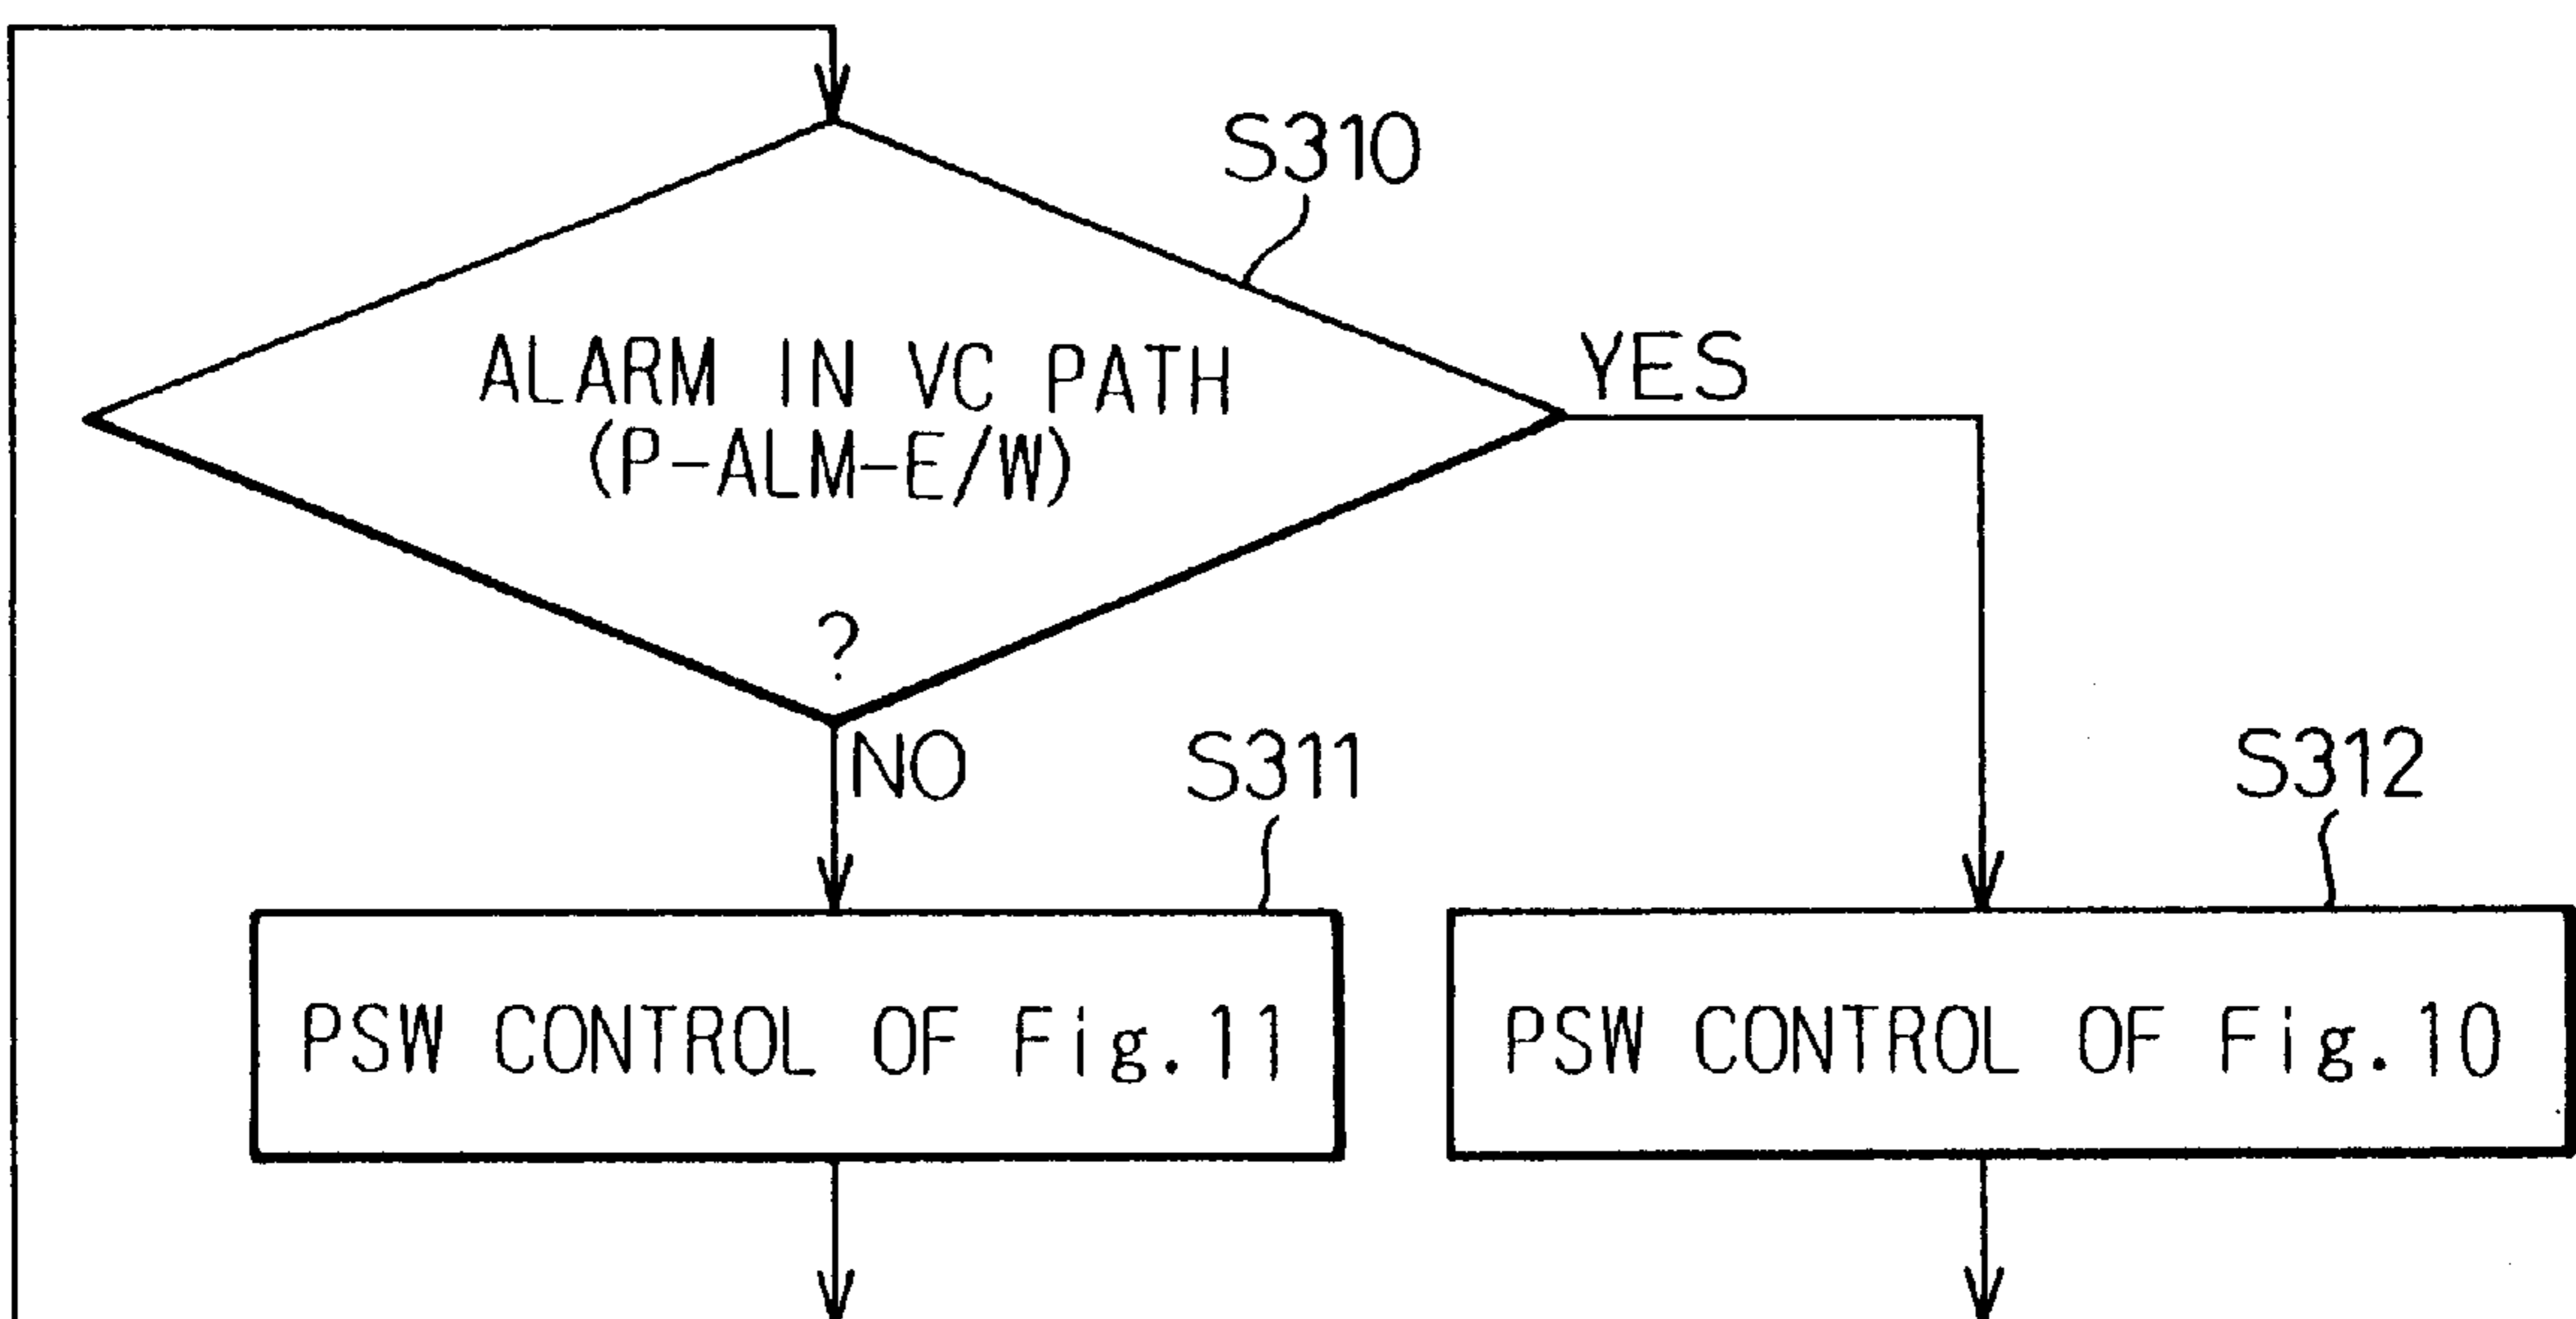 S310
ALARM IN VC PATH
(P-ALM-E/W)
?
YES
NO
S311
S312
PSW CONTROL OF Fig.11
PSW CONTROL OF Fig.10